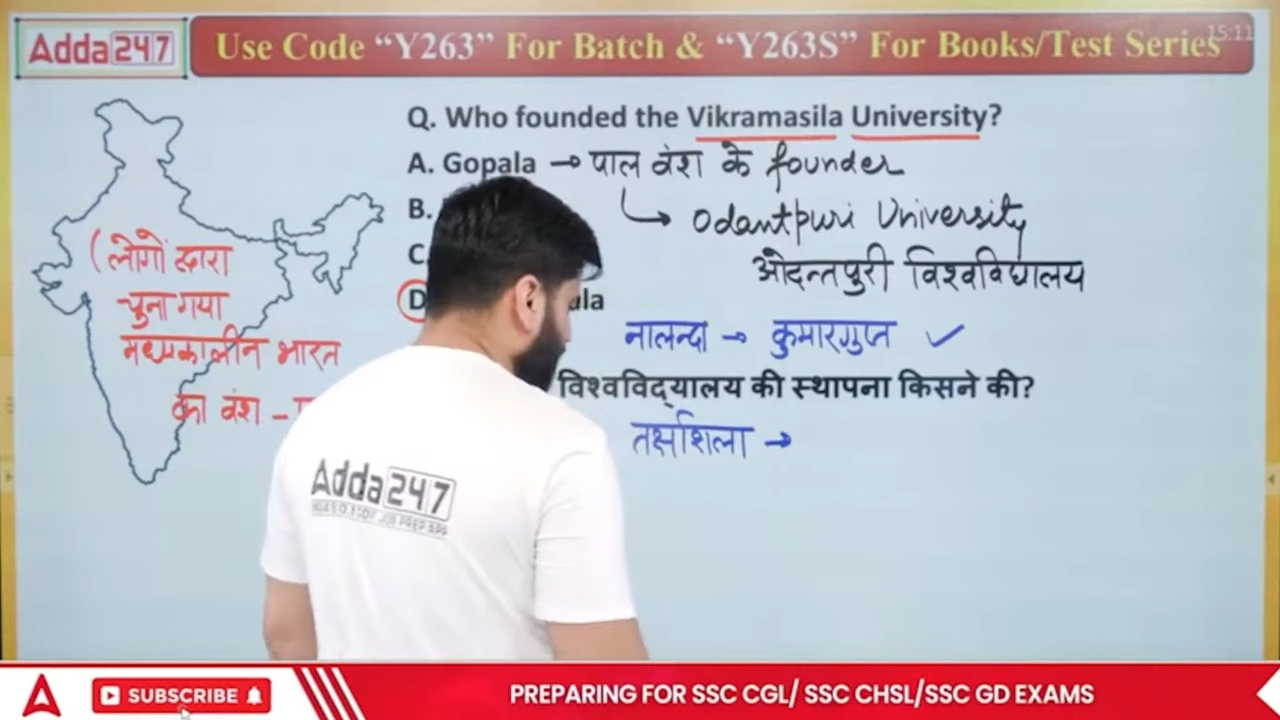 Adda247
Use Code “Y263” For Batch & “Y263S” For Books/Test Series
15:11
Q. Who founded the Vikramasila University?
A. Gopala → पाल वंश के founder
B.
→ Odantpuri University
C.
ओदन्तपुरी विश्वविद्यालय
D
ala
नालन्दा → कुमारगुप्त ✓
विश्वविद्यालय की स्थापना किसने की?
तक्षशिला →
(लोगों द्वारा
चुना गया
मध्यकालीन भारत
का वंश –
Adda247
SUBSCRIBE
PREPARING FOR SSC CGL/ SSC CHSL/SSC GD EXAMS